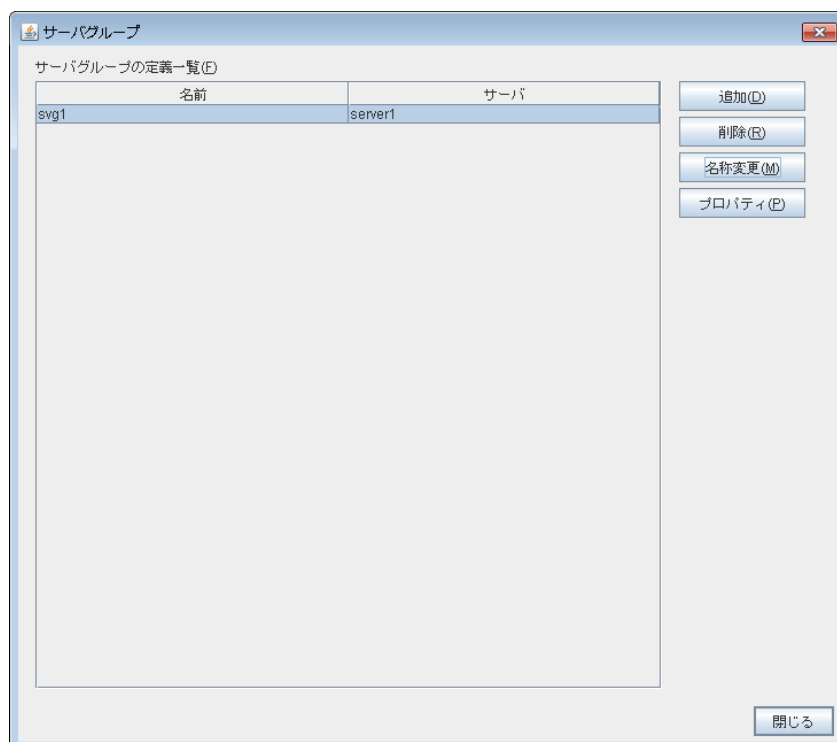 サーバグループ
サーバグループの定義一覧(F)
名前 サーバ
svg1 server1
追加(D)
削除(R)
名称変更(M)
プロパティ(P)
閉じる